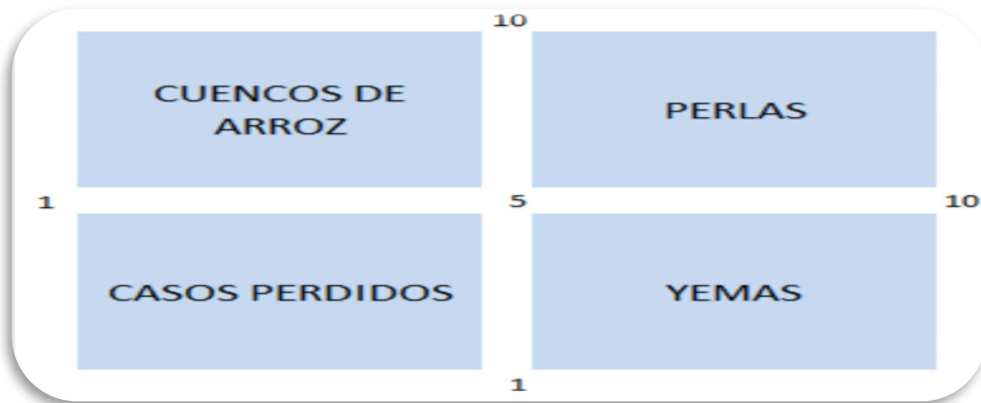 10
CUENCOS DE
ARROZ
PERLAS
1
5
10
CASOS PERDIDOS
YEMAS
1